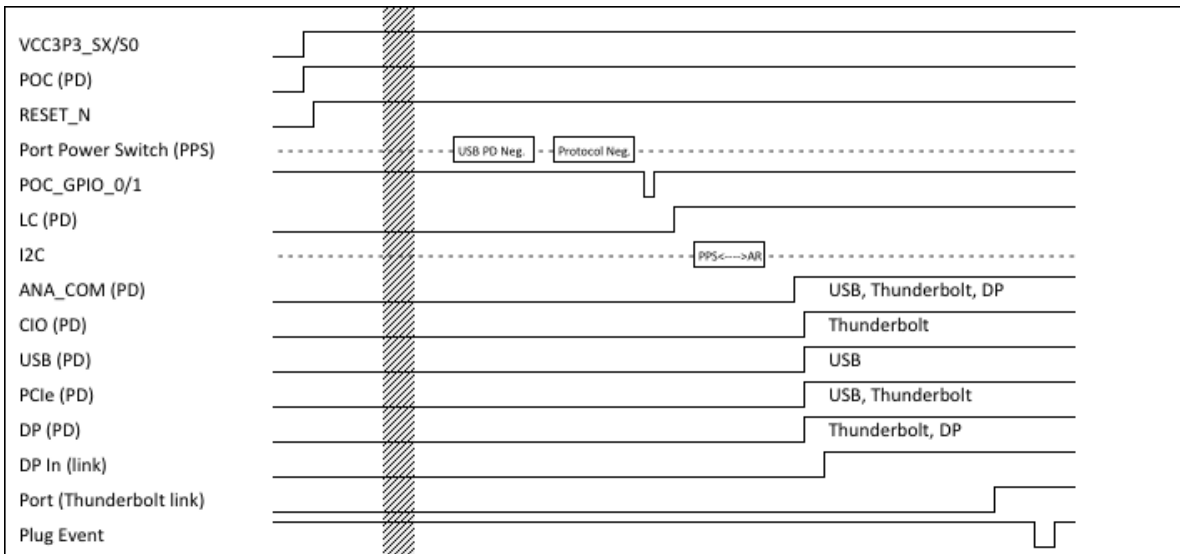 VCC3P3_SX/S0
POC (PD)
RESET_N
Port Power Switch (PPS) USB PD Neg. Protocol Neg.
POC_GPIO_0/1
LC (PD)
I2C PPS<---->AR
ANA_COM (PD) USB, Thunderbolt, DP
CIO (PD) Thunderbolt
USB (PD) USB
PCIe (PD) USB, Thunderbolt
DP (PD) Thunderbolt, DP
DP In (link)
Port (Thunderbolt link)
Plug Event